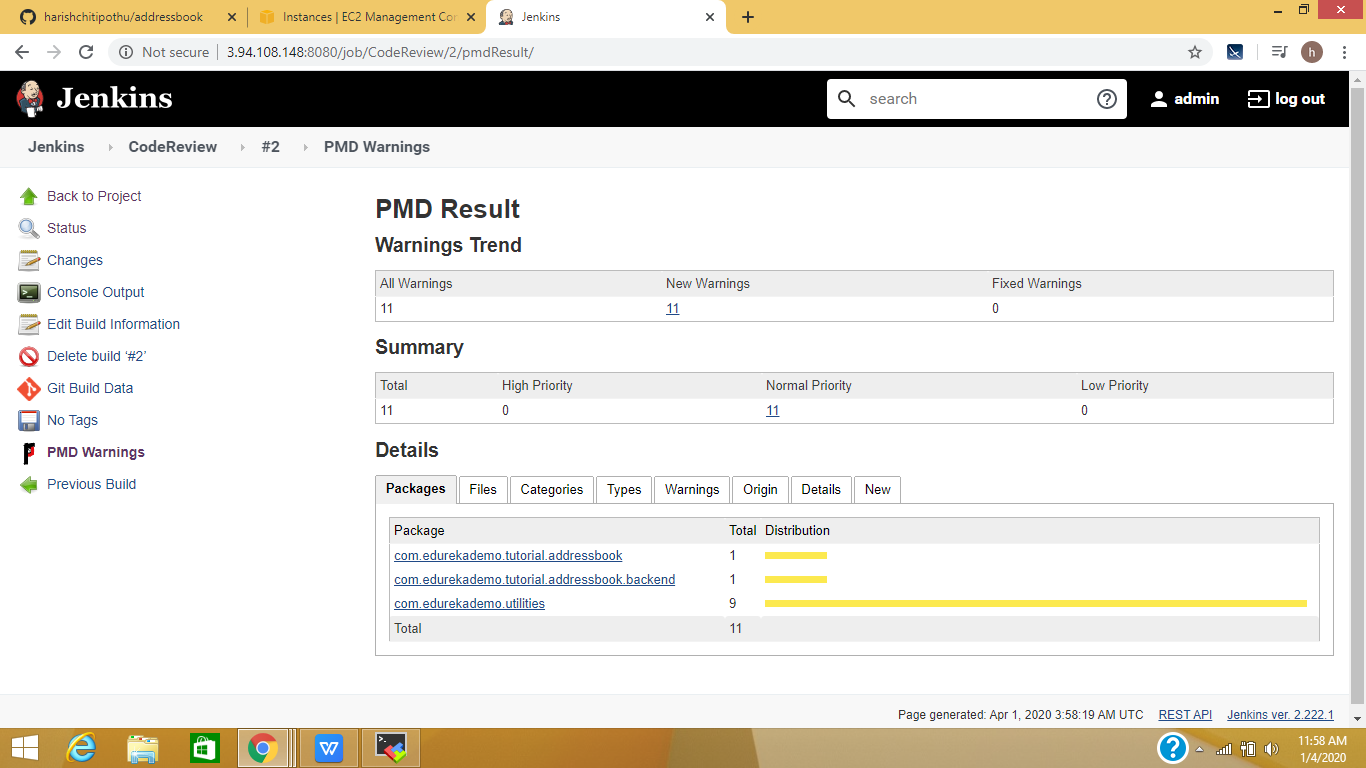 harishchitipothu/addressbook
Instances | EC2 Management Con
Jenkins
Not secure 3.94.108.148:8080/job/CodeReview/2/pmdResult/
h
Jenkins
search
admin
log out
Jenkins CodeReview #2 PMD Warnings
Back to Project
Status
Changes
Console Output
Edit Build Information
Delete build ‘#2’
Git Build Data
No Tags
PMD Warnings
Previous Build
PMD Result
Warnings Trend
All Warnings New Warnings Fixed Warnings
11 11 0
Summary
Total High Priority Normal Priority Low Priority
11 0 11 0
Details
Packages Files Categories Types Warnings Origin Details New
Package Total Distribution
com.edurekademo.tutorial.addressbook 1
com.edurekademo.tutorial.addressbook.backend 1
com.edurekademo.utilities 9
Total 11
Page generated: Apr 1, 2020 3:58:19 AM UTC REST API Jenkins ver. 2.222.1
11:58 AM
1/4/2020